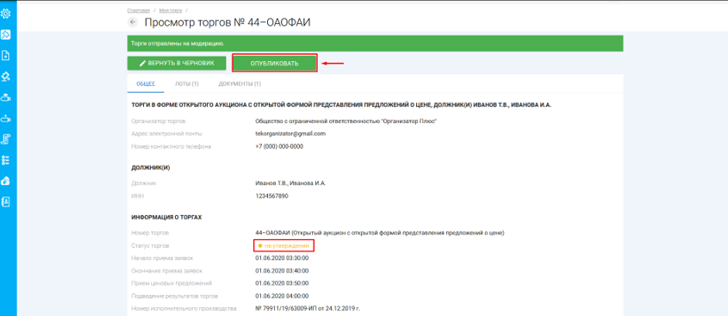 Стартовая / Мои торги /
Просмотр торгов № 44–ОАОФАИ
Торги отправлены на модерацию.
ВЕРНУТЬ В ЧЕРНОВИК ОПУБЛИКОВАТЬ
ОБЩЕЕ ЛОТЫ (1) ДОКУМЕНТЫ (1)
ТОРГИ В ФОРМЕ ОТКРЫТОГО АУКЦИОНА С ОТКРЫТОЙ ФОРМОЙ ПРЕДСТАВЛЕНИЯ ПРЕДЛОЖЕНИЙ О ЦЕНЕ, ДОЛЖНИК(И) ИВАНОВ Т.В., ИВАНОВА И.А.
Организатор торгов Общество с ограниченной ответственностью "Организатор Плюс"
Адрес электронной почты tekorganizator@gmail.com
Номер контактного телефона +7 (000) 000-0000
ДОЛЖНИК(И)
Должник Иванов Т.В., Иванова И.А.
ИНН 1234567890
ИНФОРМАЦИЯ О ТОРГАХ
Номер торгов 44–ОАОФАИ (Открытый аукцион с открытой формой представления предложений о цене)
Статус торгов на утверждении
Начало приема заявок 01.06.2020 03:30:00
Окончание приема заявок 01.06.2020 03:40:00
Прием ценовых предложений 01.06.2020 03:50:00
Подведение результатов торгов 01.06.2020 04:00:00
Номер исполнительного производства № 79911/19/63009-ИП от 24.12.2019 г.